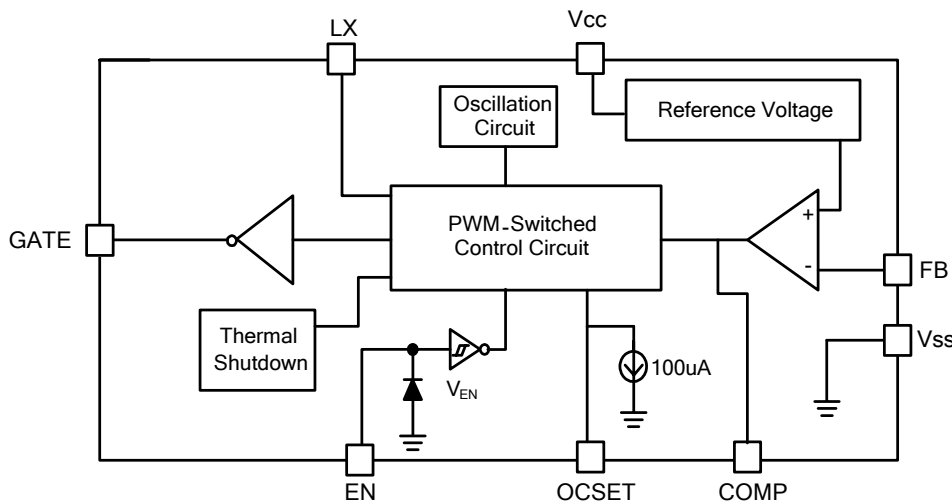 LX
Vcc
Oscillation
Circuit
Reference Voltage
GATE
PWM-Switched
Control Circuit
+
-
FB
Thermal
Shutdown
VEN
100uA
Vss
EN
OCSET
COMP